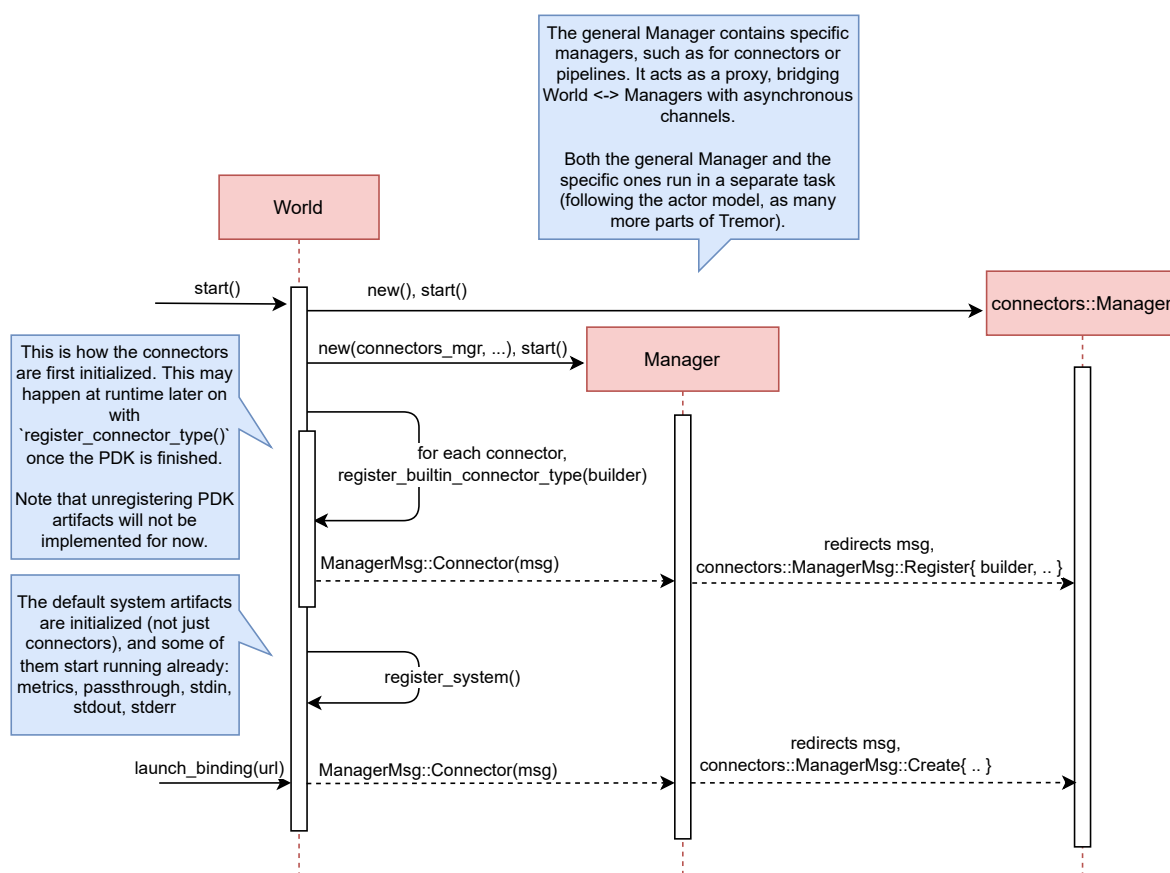 The general Manager contains specific
managers, such as for connectors or
pipelines. It acts as a proxy, bridging
World <-> Managers with asynchronous
channels.
Both the general Manager and the
specific ones run in a separate task
(following the actor model, as many
more parts of Tremor).
World
start()
new(), start()
connectors::Manager
new(connectors_mgr, ...), start()
Manager
This is how the connectors
are first initialized. This may
happen at runtime later on
with
`register_connector_type()`
once the PDK is finished.
Note that unregistering PDK
artifacts will not be
implemented for now.
for each connector,
register_builtin_connector_type(builder)
ManagerMsg::Connector(msg)
redirects msg,
connectors::ManagerMsg::Register{ builder, .. }
The default system artifacts
are initialized (not just
connectors), and some of
them start running already:
metrics, passthrough, stdin,
stdout, stderr
register_system()
launch_binding(url)
ManagerMsg::Connector(msg)
redirects msg,
connectors::ManagerMsg::Create{ .. }